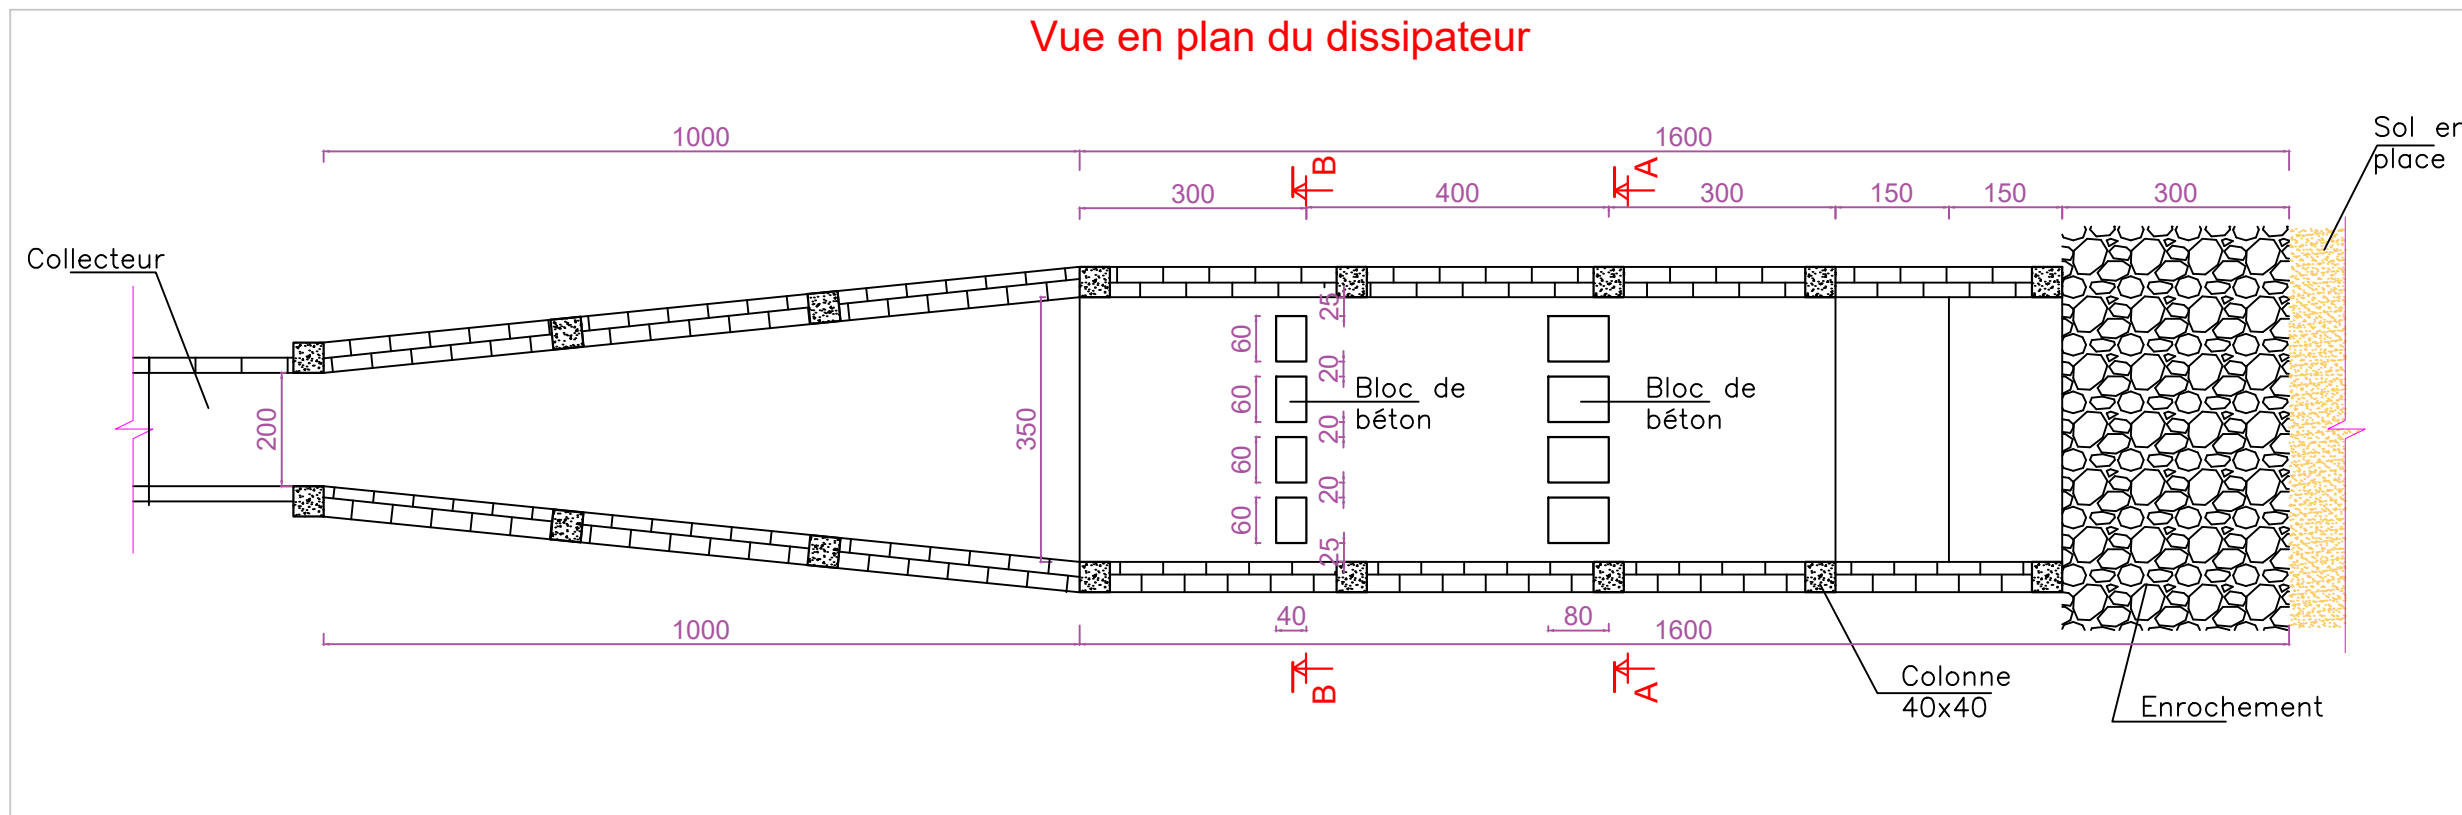 Vue en plan du dissipateur
1000
1600
Sol en
place
B
A
300
400
300
150
150
300
Collecteur
25
60
20
60
Bloc de
béton
Bloc de
béton
200
350
20
60
20
60
25
40
80
1000
1600
B
A
Colonne
40x40
Enrochement